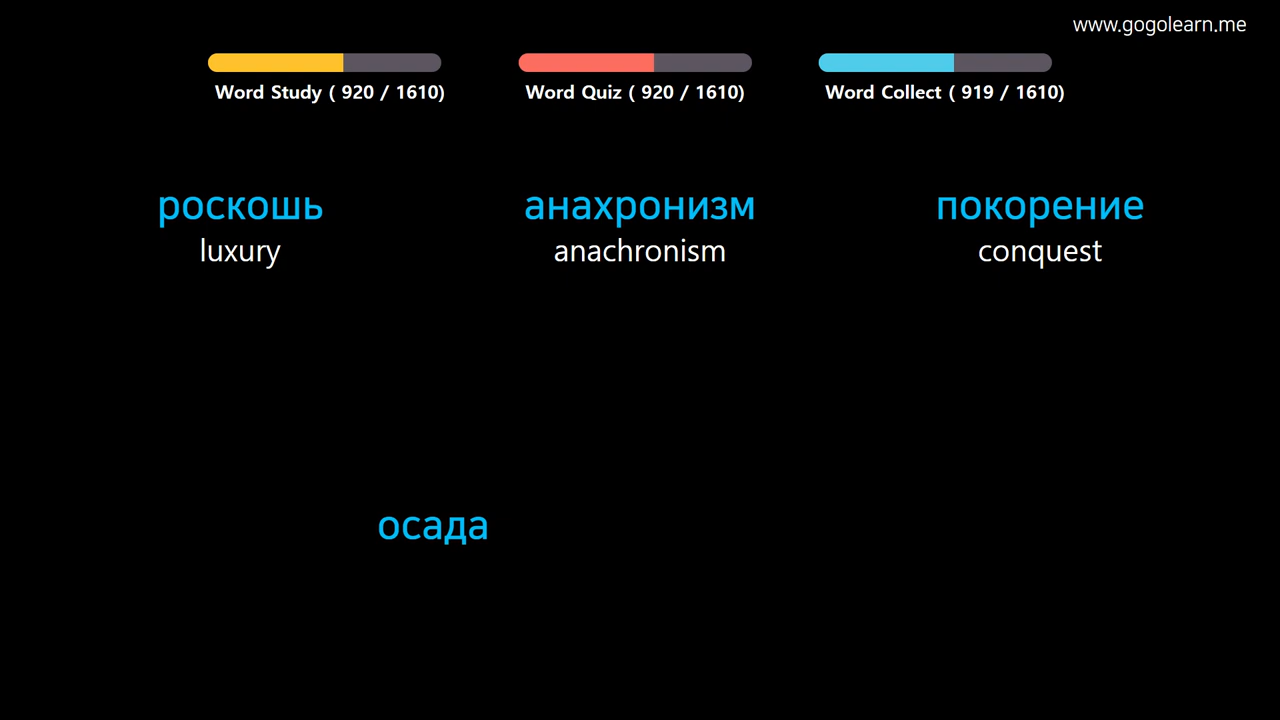 www.gogolearn.me
Word Study ( 920 / 1610)
Word Quiz ( 920 / 1610)
Word Collect ( 919 / 1610)
роскошь
luxury
анахронизм
anachronism
покорение
conquest
осада